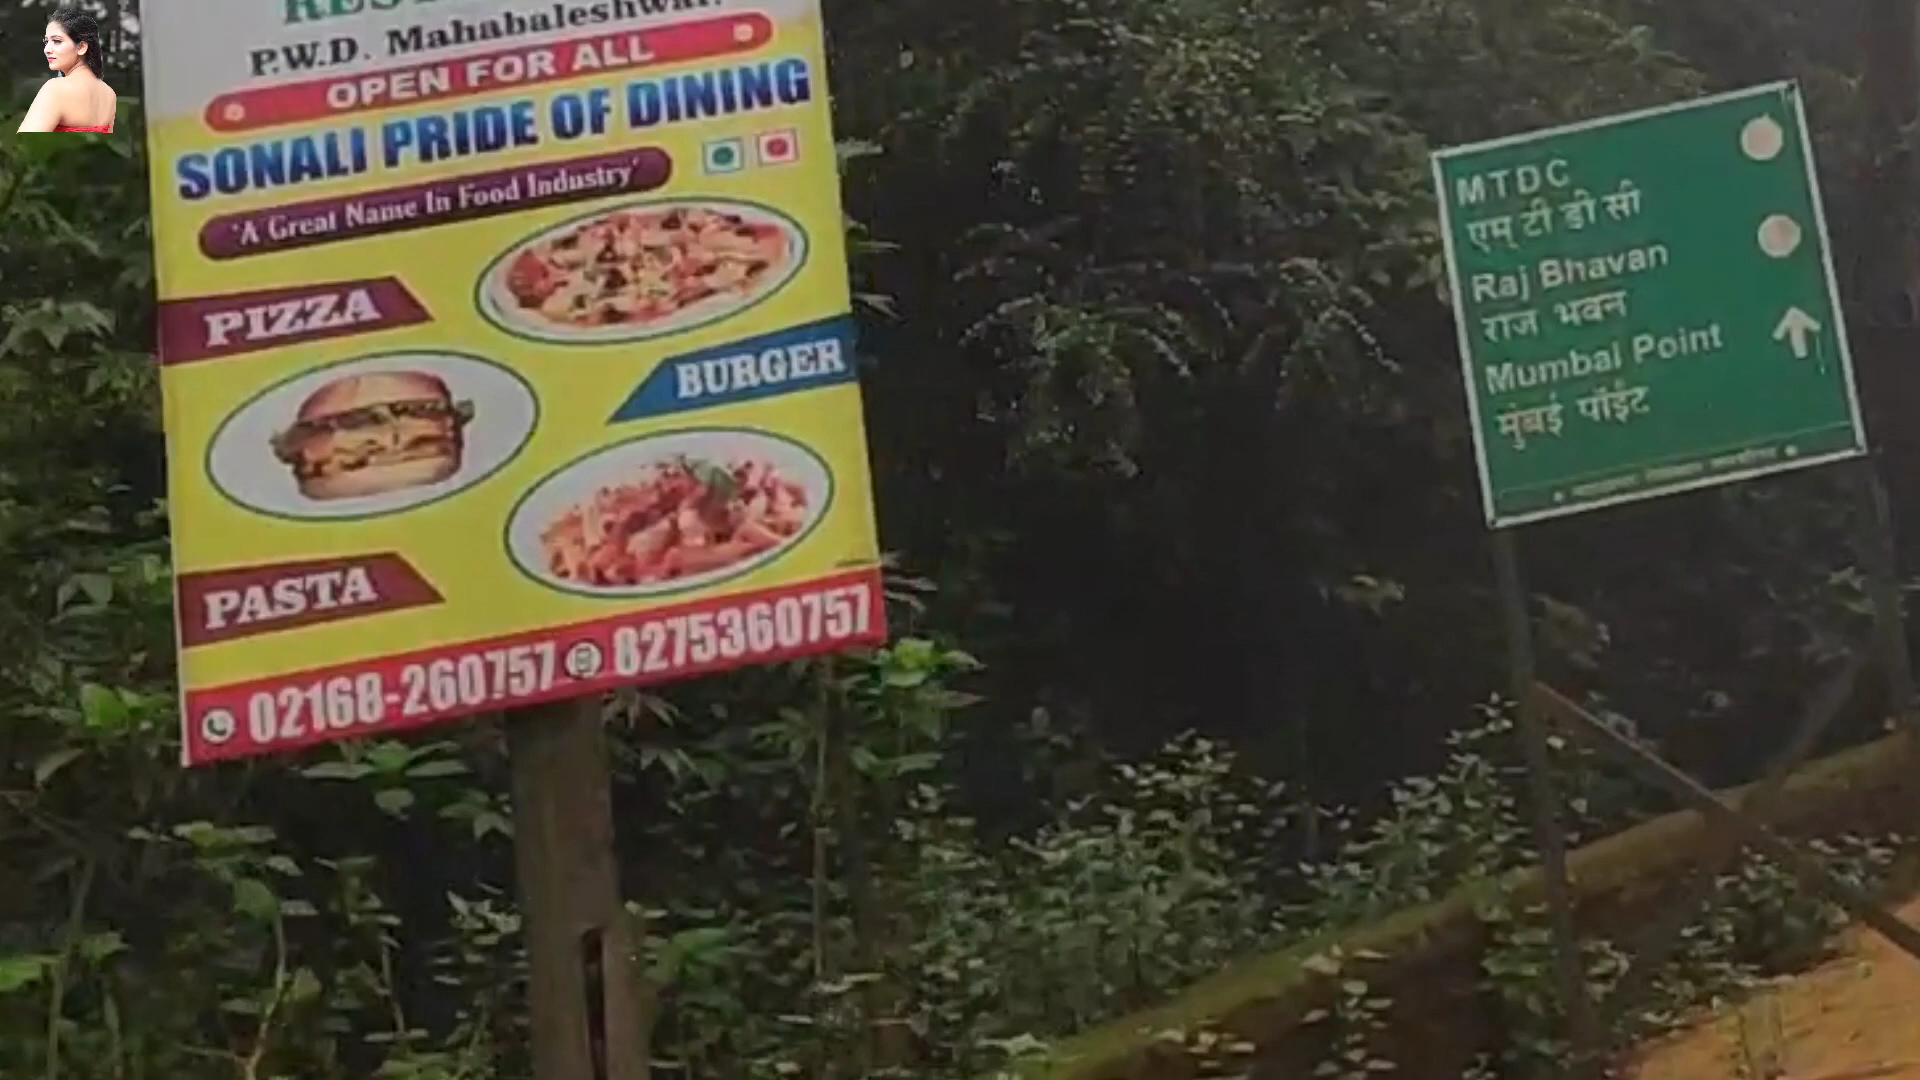 P.W.D. Mahabaleshwar.
OPEN FOR ALL
SONALI PRIDE OF DINING
'A Great Name In Food Industry'
PIZZA
BURGER
PASTA
02168-260757 8275360757
MTDC
एम् टी डी सी
Raj Bhavan
राज भवन
Mumbai Point
मुंबई पॉईंट